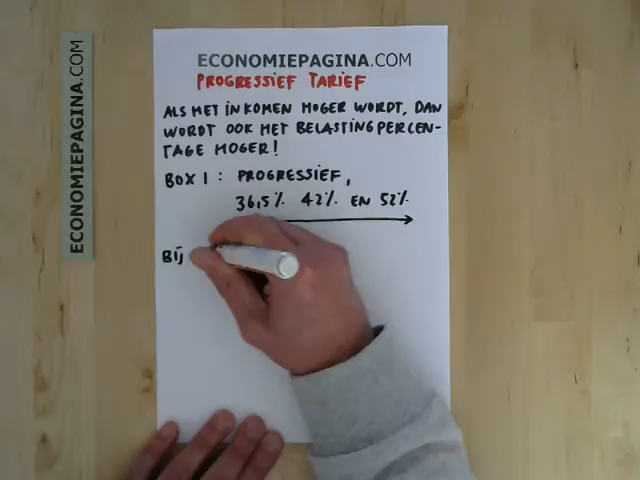 ECONOMIEPAGINA.COM
ECONOMIEPAGINA.COM
PROGRESSIEF TARIEF
ALS HET INKOMEN HOGER WORDT, DAN
WORDT OOK HET BELASTINGPERCEN-
TAGE HOGER!
BOX 1 : PROGRESSIEF,
36,5% 42% EN 52%
BIJ